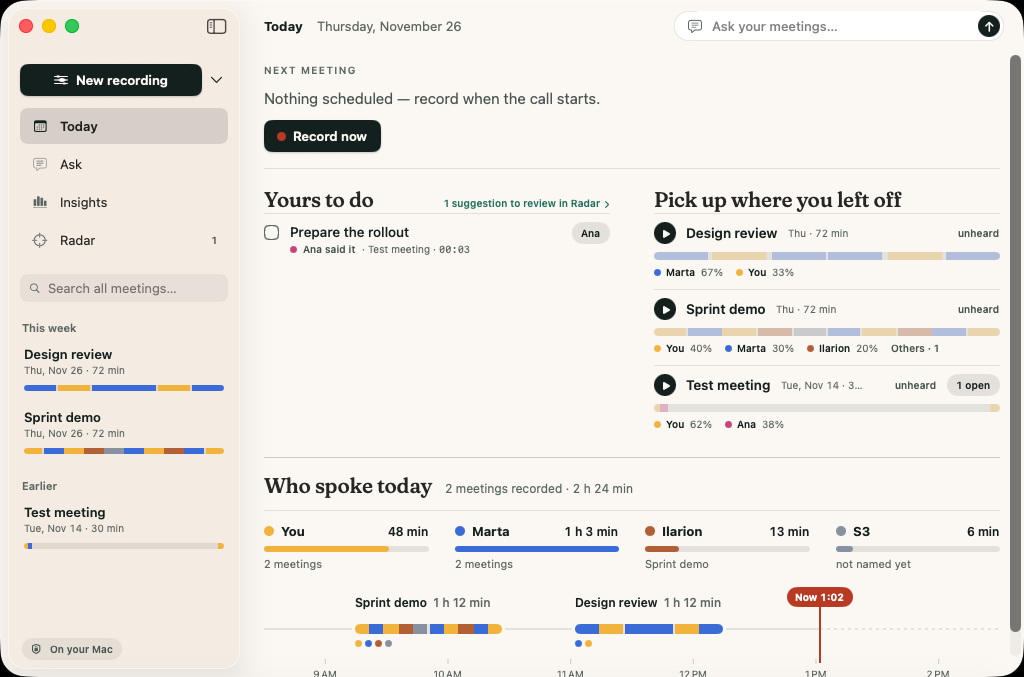 Today Thursday, November 26
Ask your meetings...
New recording
Today
Ask
Insights
Radar 1
Search all meetings...
This week
Design review
Thu, Nov 26 · 72 min
Sprint demo
Thu, Nov 26 · 72 min
Earlier
Test meeting
Tue, Nov 14 · 30 min
On your Mac
NEXT MEETING
Nothing scheduled — record when the call starts.
Record now
Yours to do 1 suggestion to review in Radar
Prepare the rollout Ana
Ana said it · Test meeting · 00:03
Pick up where you left off
Design review Thu · 72 min unheard
Marta 67% You 33%
Sprint demo Thu · 72 min unheard
You 40% Marta 30% Ilarion 20% Others · 1
Test meeting Tue, Nov 14 · 3... unheard 1 open
You 62% Ana 38%
Who spoke today 2 meetings recorded · 2 h 24 min
You 48 min Marta 1 h 3 min Ilarion 13 min S3 6 min
2 meetings 2 meetings Sprint demo not named yet
Now 1:02
Sprint demo 1 h 12 min Design review 1 h 12 min
9 AM 10 AM 11 AM 12 PM 1 PM 2 PM